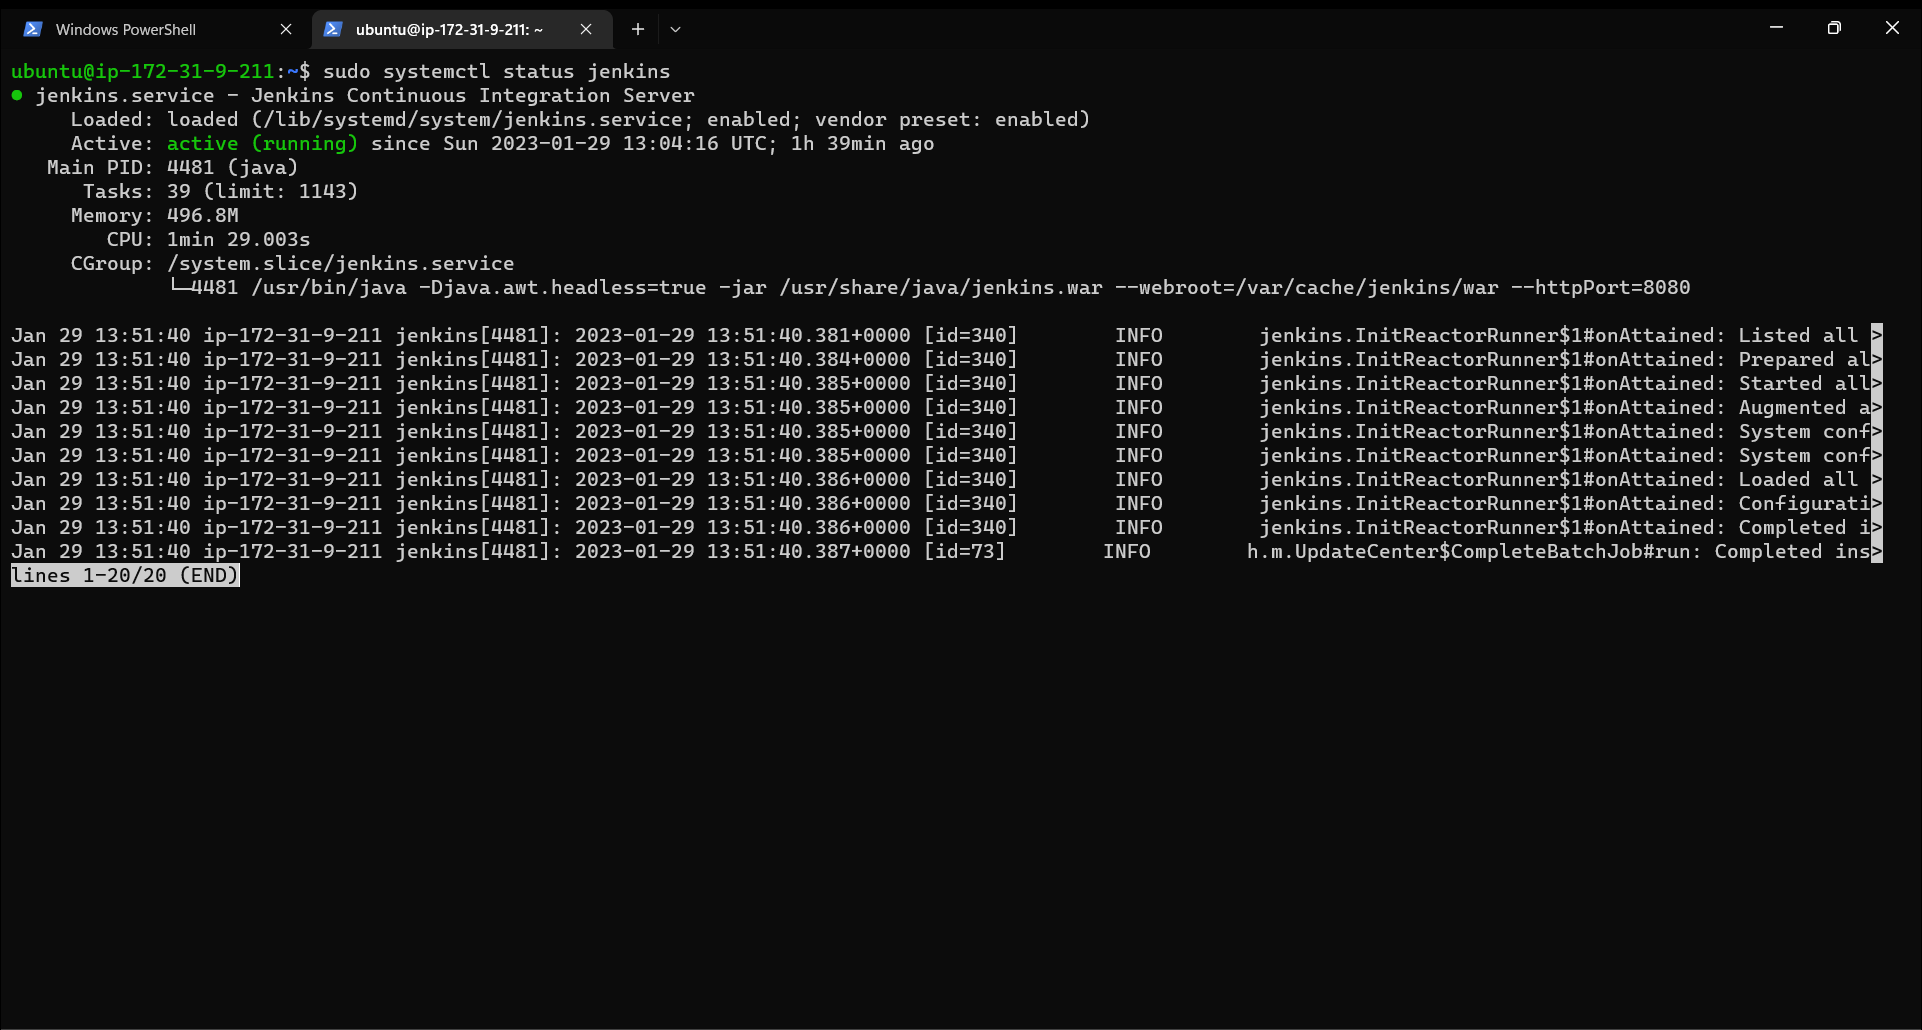 Windows PowerShell
ubuntu@ip-172-31-9-211: ~
ubuntu@ip-172-31-9-211:~$ sudo systemctl status jenkins
● jenkins.service - Jenkins Continuous Integration Server
Loaded: loaded (/lib/systemd/system/jenkins.service; enabled; vendor preset: enabled)
Active: active (running) since Sun 2023-01-29 13:04:16 UTC; 1h 39min ago
Main PID: 4481 (java)
Tasks: 39 (limit: 1143)
Memory: 496.8M
CPU: 1min 29.003s
CGroup: /system.slice/jenkins.service
└─4481 /usr/bin/java -Djava.awt.headless=true -jar /usr/share/java/jenkins.war --webroot=/var/cache/jenkins/war --httpPort=8080
Jan 29 13:51:40 ip-172-31-9-211 jenkins[4481]: 2023-01-29 13:51:40.381+0000 [id=340] INFO jenkins.InitReactorRunner$1#onAttained: Listed all >
Jan 29 13:51:40 ip-172-31-9-211 jenkins[4481]: 2023-01-29 13:51:40.384+0000 [id=340] INFO jenkins.InitReactorRunner$1#onAttained: Prepared al>
Jan 29 13:51:40 ip-172-31-9-211 jenkins[4481]: 2023-01-29 13:51:40.385+0000 [id=340] INFO jenkins.InitReactorRunner$1#onAttained: Started all>
Jan 29 13:51:40 ip-172-31-9-211 jenkins[4481]: 2023-01-29 13:51:40.385+0000 [id=340] INFO jenkins.InitReactorRunner$1#onAttained: Augmented a>
Jan 29 13:51:40 ip-172-31-9-211 jenkins[4481]: 2023-01-29 13:51:40.385+0000 [id=340] INFO jenkins.InitReactorRunner$1#onAttained: System conf>
Jan 29 13:51:40 ip-172-31-9-211 jenkins[4481]: 2023-01-29 13:51:40.385+0000 [id=340] INFO jenkins.InitReactorRunner$1#onAttained: System conf>
Jan 29 13:51:40 ip-172-31-9-211 jenkins[4481]: 2023-01-29 13:51:40.386+0000 [id=340] INFO jenkins.InitReactorRunner$1#onAttained: Loaded all >
Jan 29 13:51:40 ip-172-31-9-211 jenkins[4481]: 2023-01-29 13:51:40.386+0000 [id=340] INFO jenkins.InitReactorRunner$1#onAttained: Configurati>
Jan 29 13:51:40 ip-172-31-9-211 jenkins[4481]: 2023-01-29 13:51:40.386+0000 [id=340] INFO jenkins.InitReactorRunner$1#onAttained: Completed i>
Jan 29 13:51:40 ip-172-31-9-211 jenkins[4481]: 2023-01-29 13:51:40.387+0000 [id=73] INFO h.m.UpdateCenter$CompleteBatchJob#run: Completed ins>
lines 1-20/20 (END)